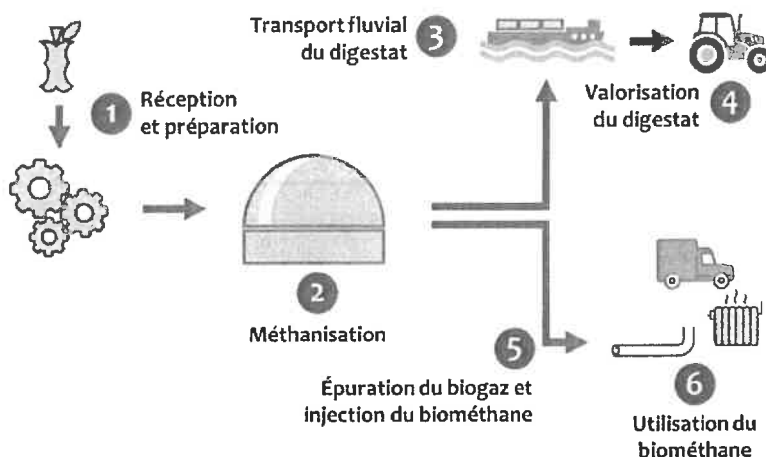 1
Réception
et préparation
2
Méthanisation
Transport fluvial
du digestat
3
Valorisation
du digestat
4
5
Épuration du biogaz et
injection du biométhane
6
Utilisation du
biométhane